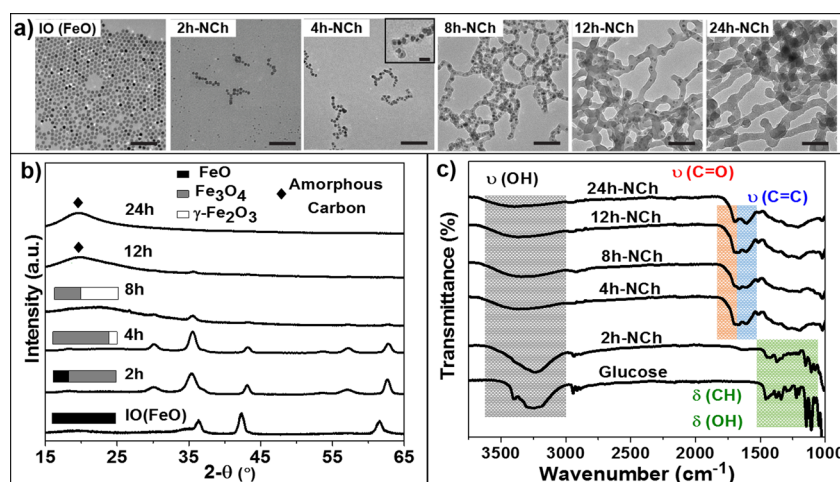 a)
IO (FeO)
2h-NCh
4h-NCh
8h-NCh
12h-NCh
24h-NCh
b)
FeO
Fe₃O₄
γ-Fe₂O₃
Amorphous
Carbon
24h
12h
8h
4h
2h
IO(FeO)
Intensity (a.u.)
15 25 35 45 55 65
2-θ (°)
c)
υ (OH)
υ (C=O)
υ (C=C)
24h-NCh
12h-NCh
8h-NCh
4h-NCh
2h-NCh
Glucose
δ (CH)
δ (OH)
Transmittance (%)
3500 3000 2500 2000 1500 1000
Wavenumber (cm⁻¹)